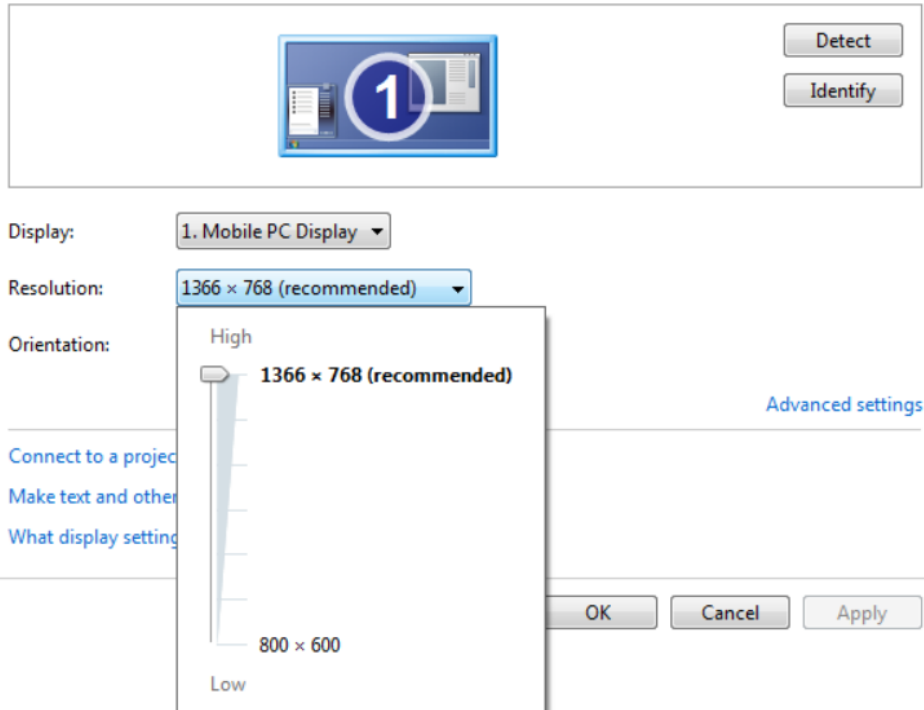 1
Detect
Identify
Display:
1. Mobile PC Display
Resolution:
1366 × 768 (recommended)
Orientation:
High
1366 × 768 (recommended)
Advanced settings
Connect to a projec
Make text and other
What display setting
800 × 600
Low
OK
Cancel
Apply